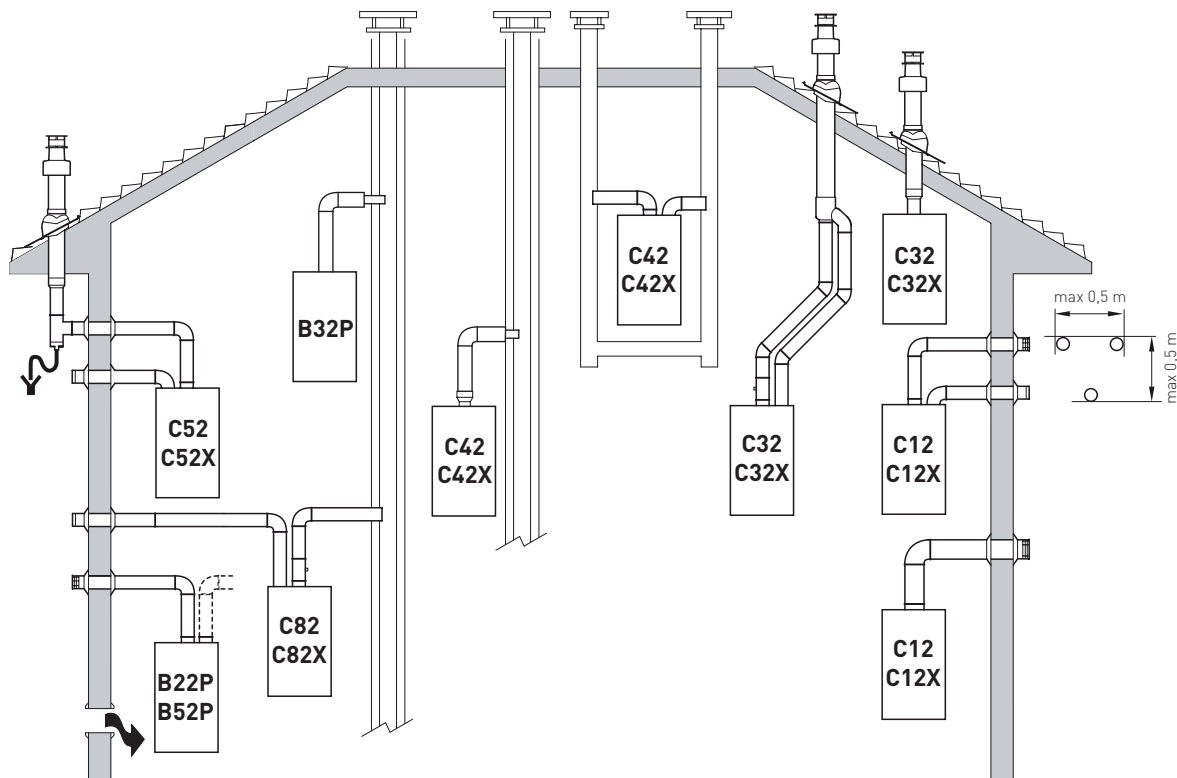 C42
C42X
C32
C32X
B32P
max 0,5 m
max 0,5 m
C52
C52X
C42
C42X
C32
C32X
C12
C12X
C82
C82X
B22P
B52P
C12
C12X